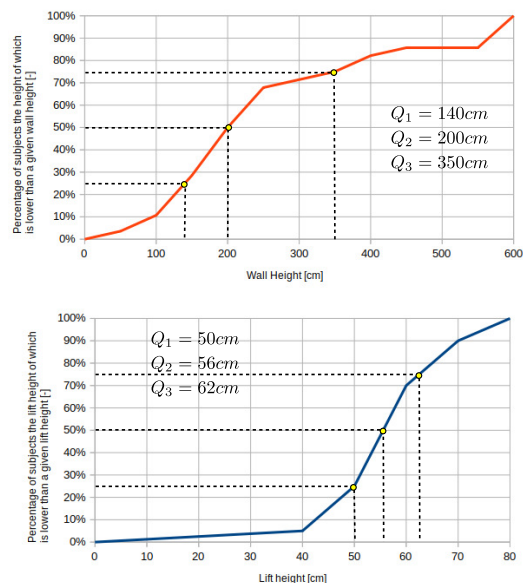 Percentage of subjects the height of which
is lower than a given wall height [-]
100%
90%
80%
70%
60%
50%
40%
30%
20%
10%
0%
Q₁ = 140cm
Q₂ = 200cm
Q₃ = 350cm
0 100 200 300 400 500 600
Wall Height [cm]
Percentage of subjects the lift height of which
is lower than a given lift height [-]
100%
90%
80%
70%
60%
50%
40%
30%
20%
10%
0%
Q₁ = 50cm
Q₂ = 56cm
Q₃ = 62cm
0 10 20 30 40 50 60 70 80
Lift height [cm]